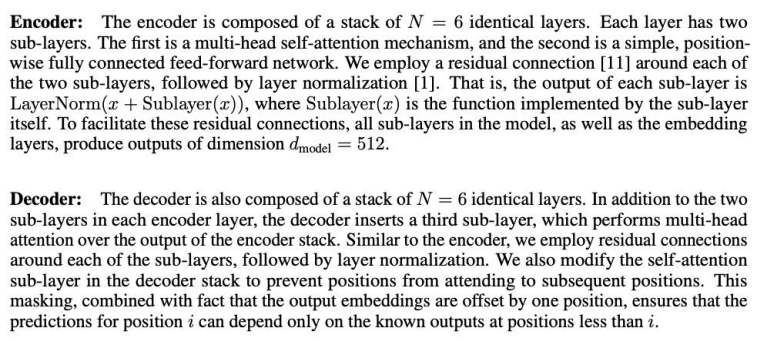 Encoder: The encoder is composed of a stack of N = 6 identical layers. Each layer has two
sub-layers. The first is a multi-head self-attention mechanism, and the second is a simple, position-
wise fully connected feed-forward network. We employ a residual connection [11] around each of
the two sub-layers, followed by layer normalization [1]. That is, the output of each sub-layer is
LayerNorm(x + Sublayer(x)), where Sublayer(x) is the function implemented by the sub-layer
itself. To facilitate these residual connections, all sub-layers in the model, as well as the embedding
layers, produce outputs of dimension d_model = 512.
Decoder: The decoder is also composed of a stack of N = 6 identical layers. In addition to the two
sub-layers in each encoder layer, the decoder inserts a third sub-layer, which performs multi-head
attention over the output of the encoder stack. Similar to the encoder, we employ residual connections
around each of the sub-layers, followed by layer normalization. We also modify the self-attention
sub-layer in the decoder stack to prevent positions from attending to subsequent positions. This
masking, combined with fact that the output embeddings are offset by one position, ensures that the
predictions for position i can depend only on the known outputs at positions less than i.